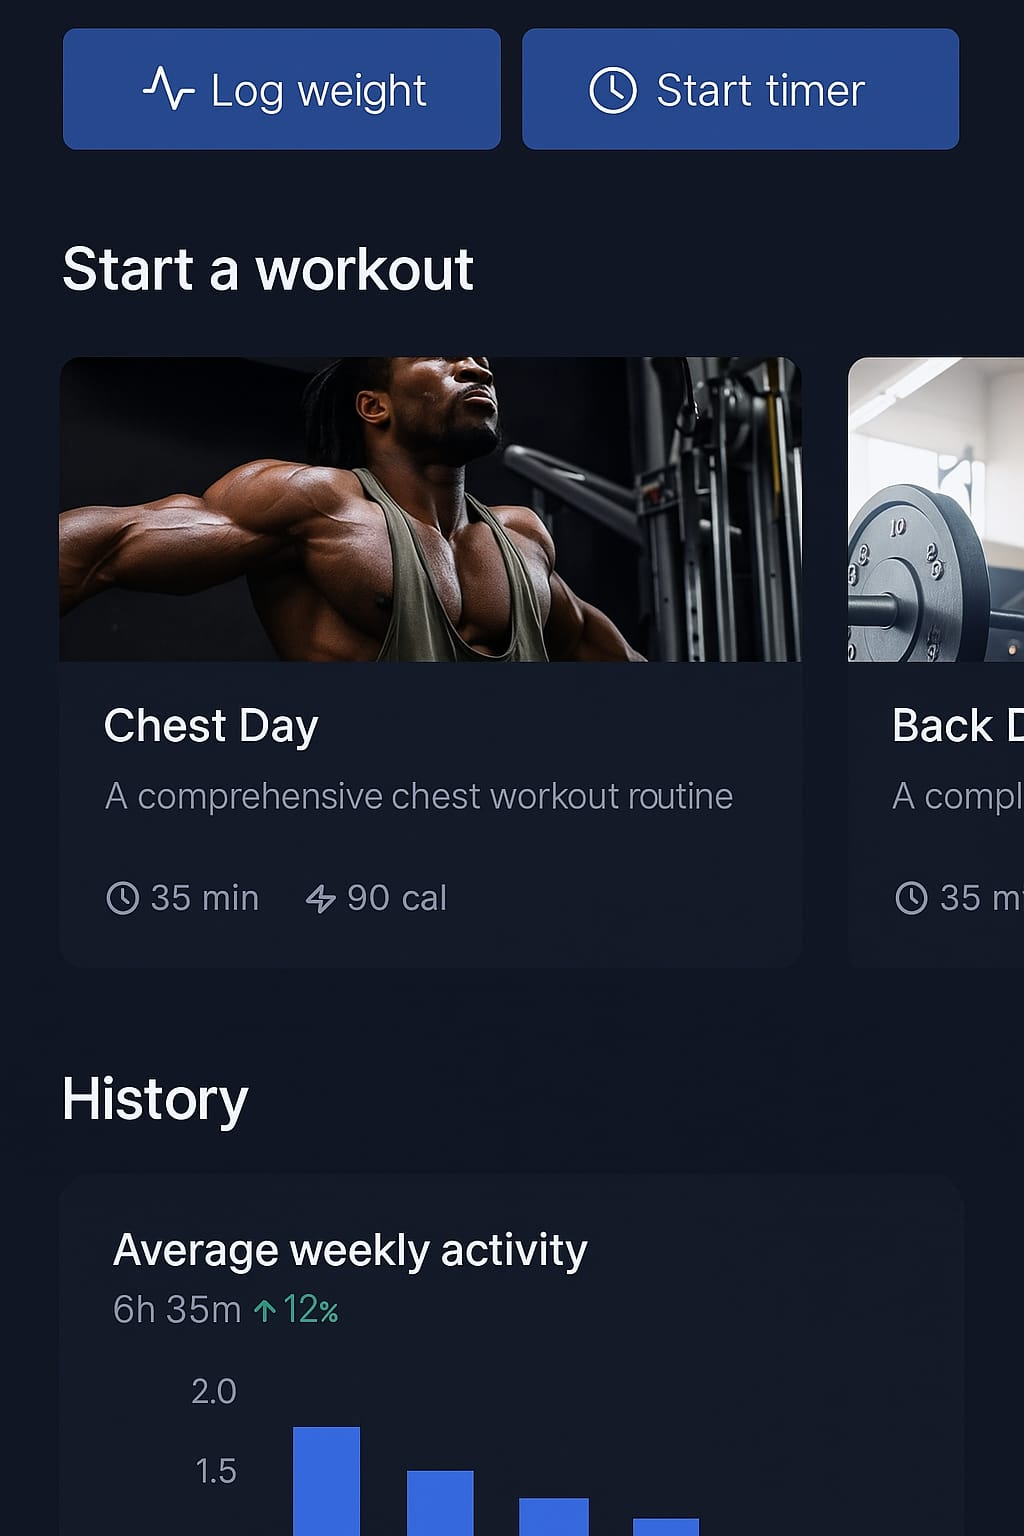 Log weight
Start timer
Start a workout
10
Chest Day
Back D
A comprehensive chest workout routine
A compl
35 min
90 cal
35 m
History
Average weekly activity
6h 35m ↑ 12%
2.0
1.5